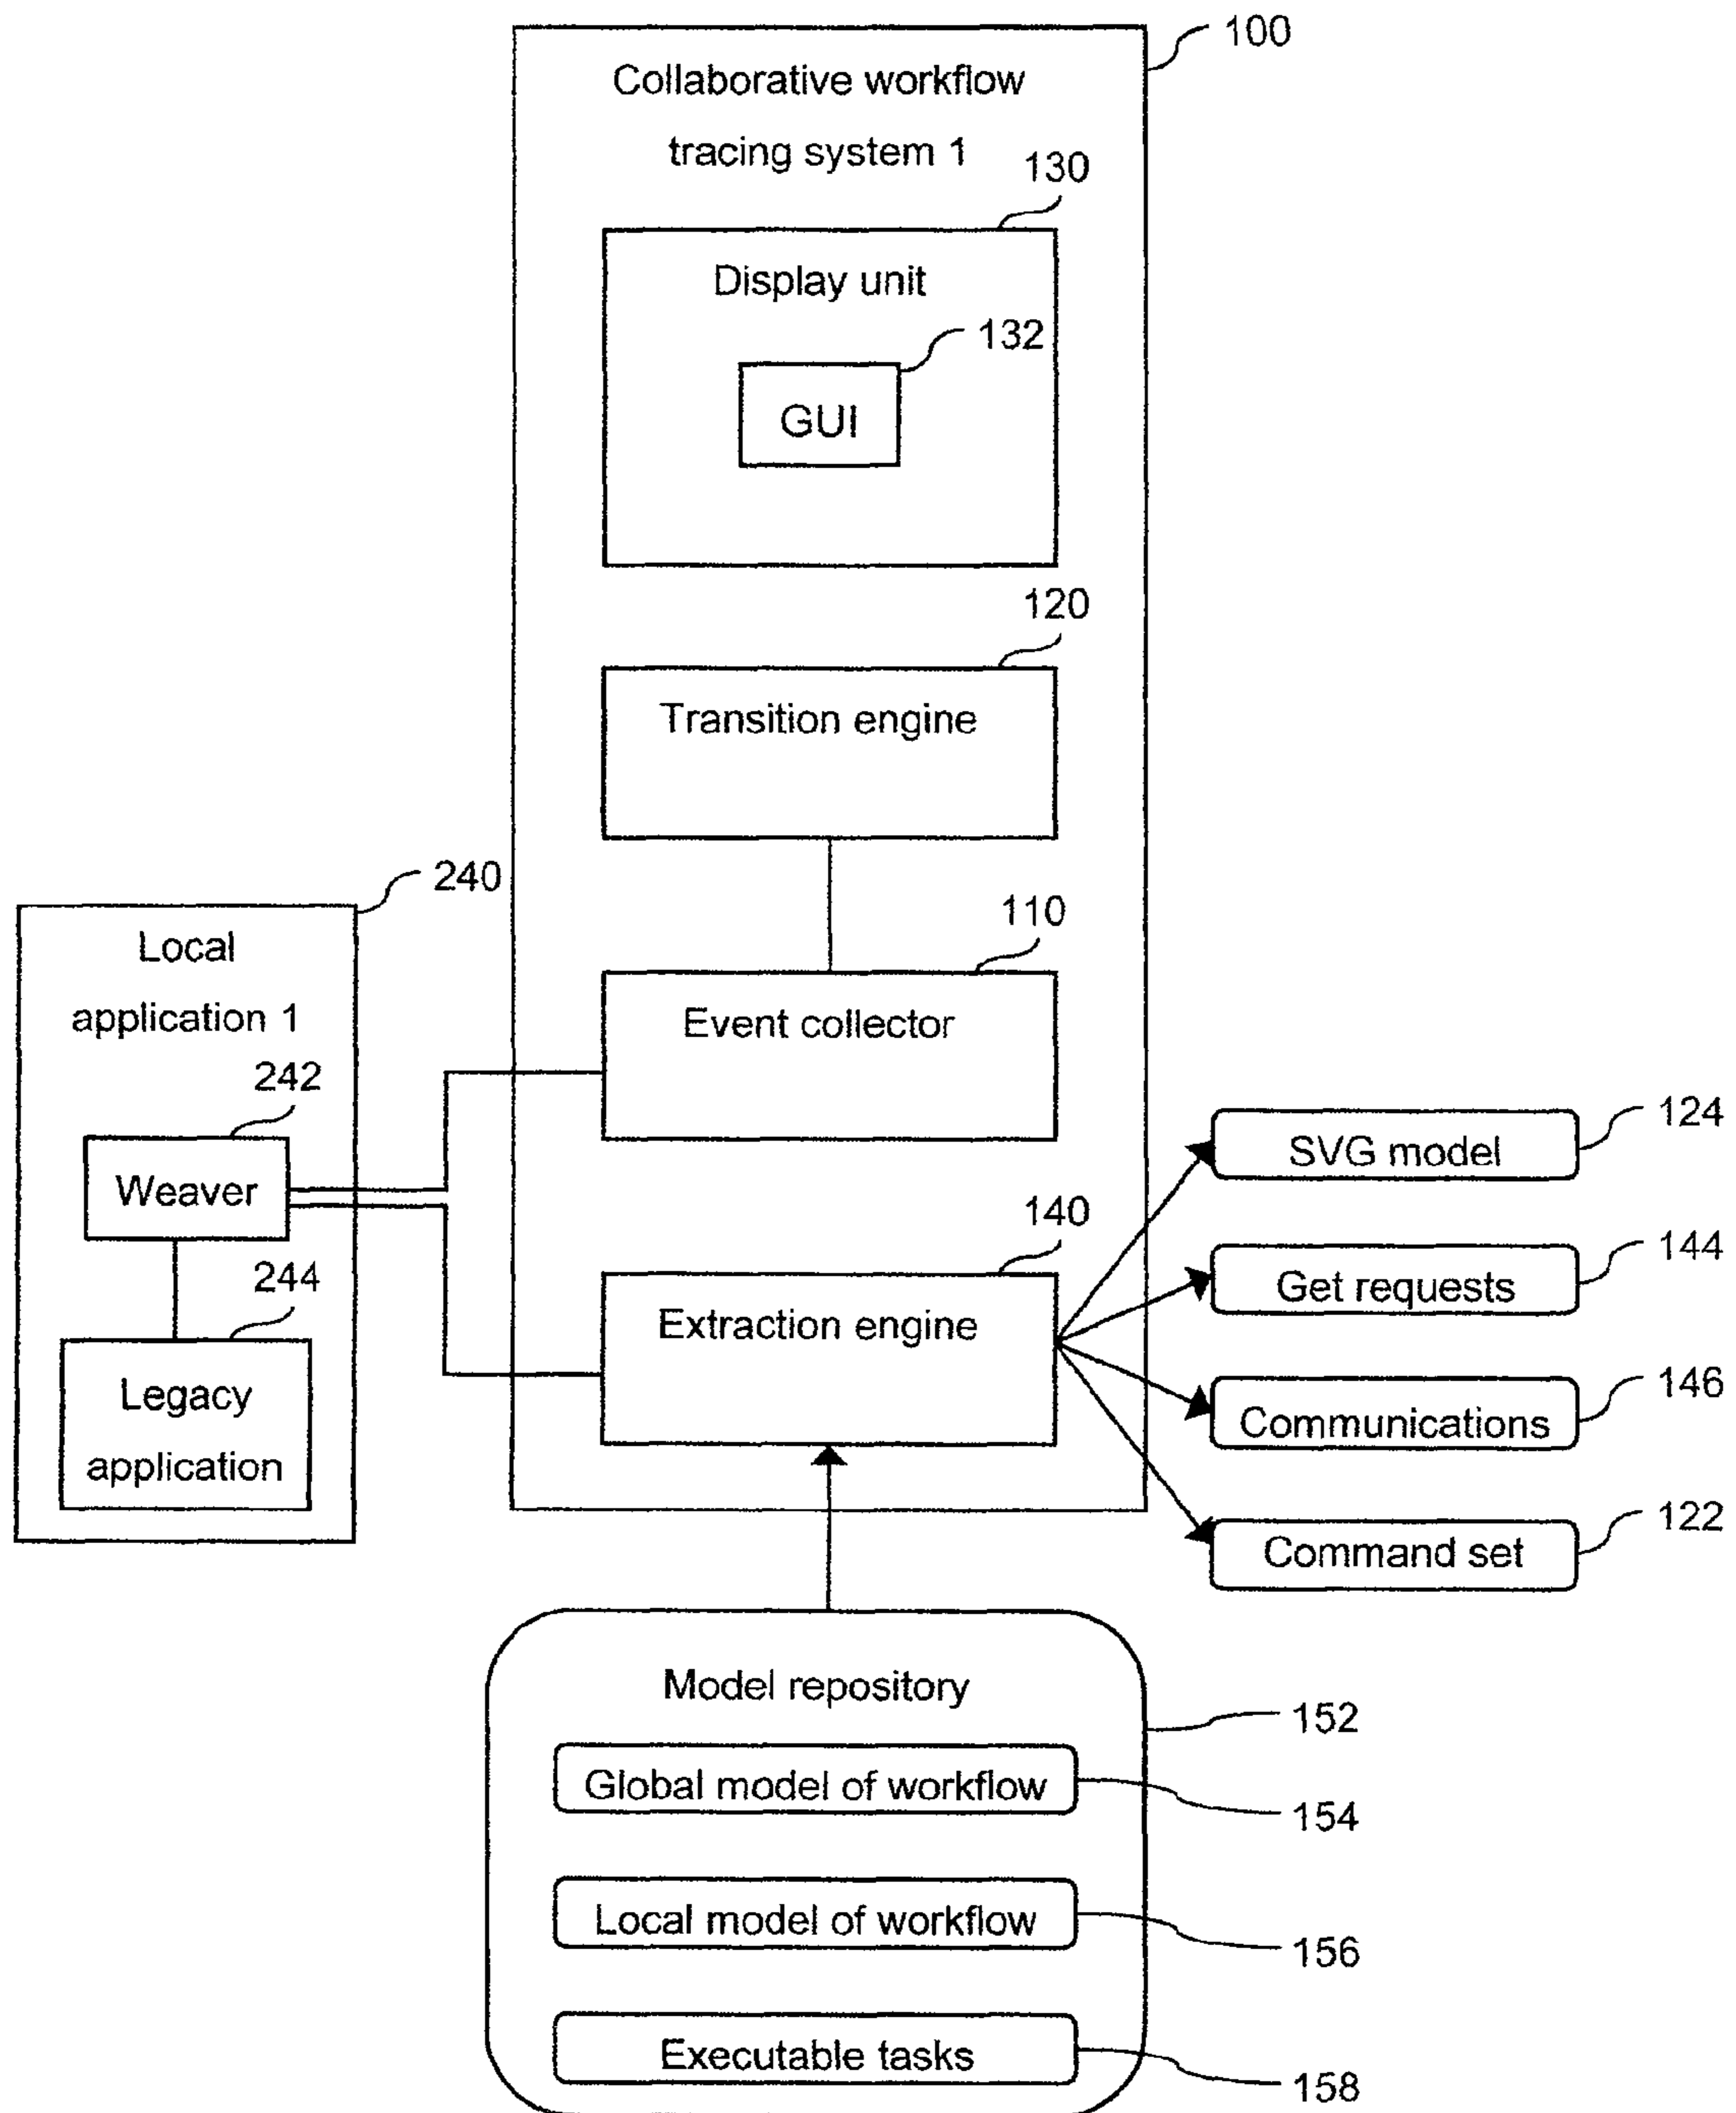 100
Collaborative workflow
tracing system 1
130
Display unit
132
GUI
120
Transition engine
240
Local
application 1
110
Event collector
242
Weaver
244
Legacy
application
140
Extraction engine
124
SVG model
144
Get requests
146
Communications
122
Command set
Model repository
152
Global model of workflow
154
Local model of workflow
156
Executable tasks
158